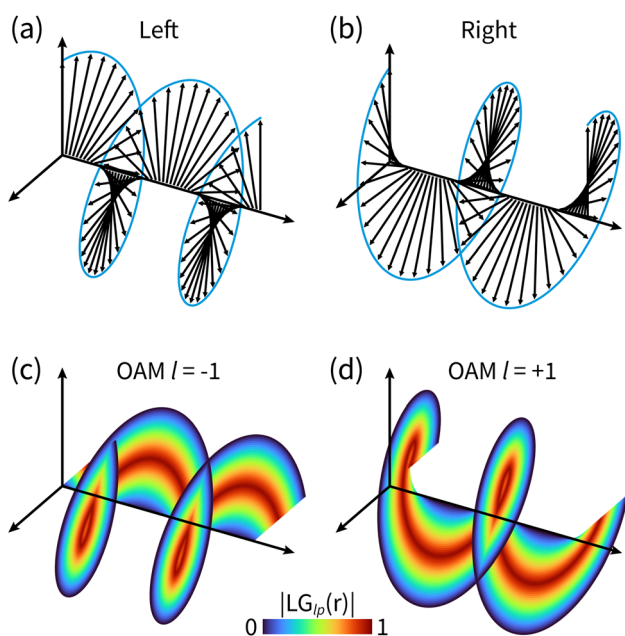 (a) Left
(b) Right
(c) OAM l = -1
(d) OAM l = +1
|LGlp(r)|
0 1